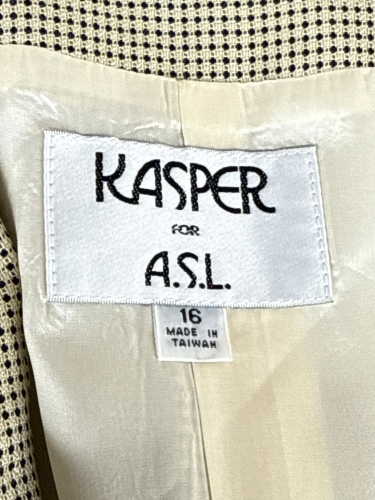 KASPER
FOR
A.S.L.
16
MADE IN
TAIWAN